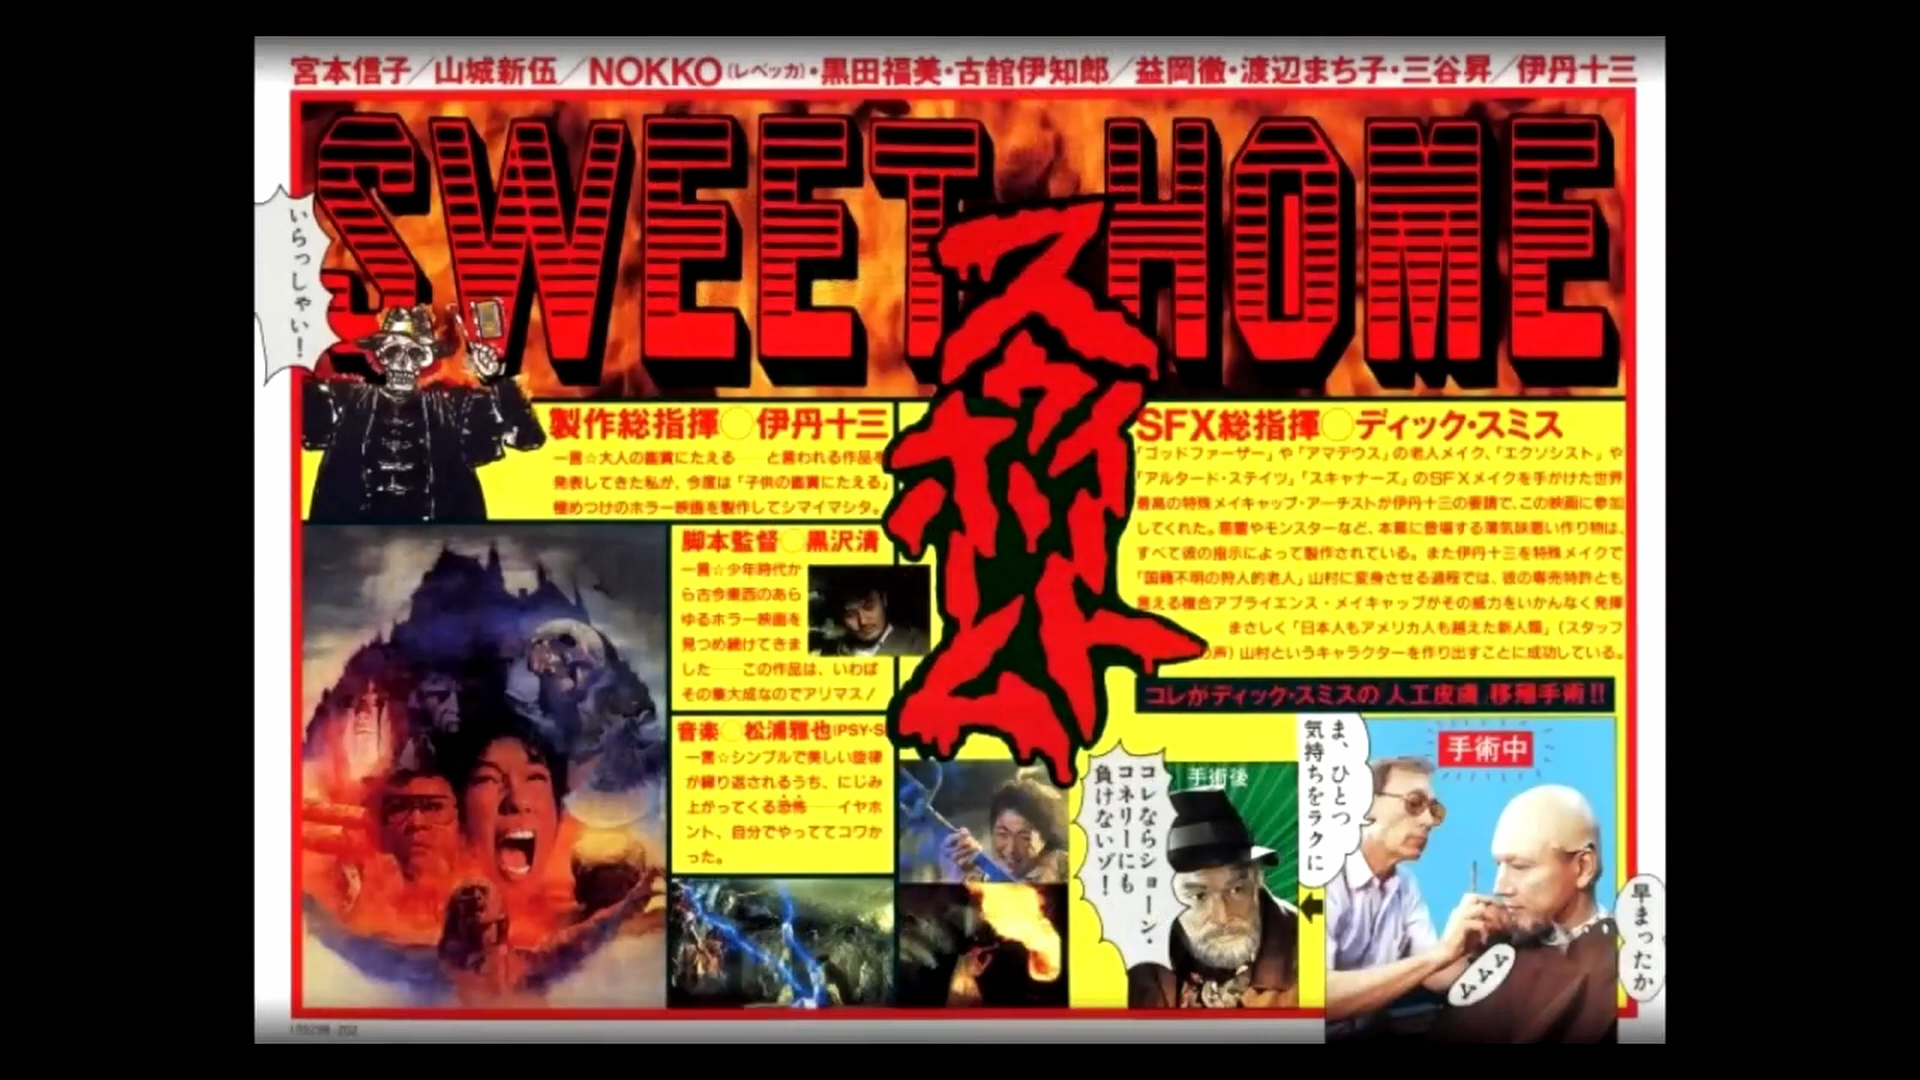 宮本信子／山城新伍／NOKKO(レベッカ)・黒田福美・古舘伊知郎／益岡徹・渡辺まち子・三谷昇／伊丹十三
SWEET HOME
スウィートホーム
いらっしゃい！
製作総指揮○伊丹十三
一言☆大人の鑑賞にたえる……と言われる作品を
発表してきた私が、今度は「子供の鑑賞にたえる」
極めつけのホラー映画を製作してシマイマシタ。
脚本監督○黒沢清
一言☆少年時代か
ら古今東西のあら
ゆるホラー映画を
見つめ続けてきま
した……この作品は、いわば
その集大成なのでアリマス！
音楽○松浦雅也(PSY・S
一言☆シンプルで美しい旋律
が繰り返されるうち、にじみ
上がってくる恐怖……イヤホ
ント、自分でやっててコワか
った。
SFX総指揮○ディック・スミス
「ゴッドファーザー」や「アマデウス」の老人メイク、「エクソシスト」や
「アルタード・ステイツ」「スキャナーズ」のSFXメイクを手がけた世界
最高の特殊メイキャップ・アーチストが伊丹十三の要請で、この映画に参加
してくれた。悪霊やモンスターなど、本篇に登場する薄気味悪い作り物は、
すべて彼の指示によって製作されている。また伊丹十三を特殊メイクで
「国籍不明の狩人的老人」山村に変身させる過程では、彼の専売特許とも
言える複合アプライエンス・メイキャップがその威力をいかんなく発揮
まさしく「日本人もアメリカ人も越えた新人類」（スタッフ
の声）山村というキャラクターを作り出すことに成功している。
コレがディック・スミスの「人工皮膚」移殖手術!!
手術後
コレならショーン・
コネリーにも
負けないゾ！
ま、ひとつ
気持ちをラクに
手術中
ムムム
早まったか